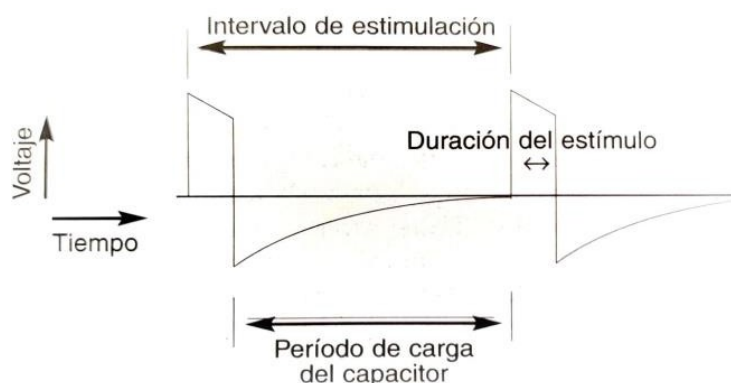 Intervalo de estimulación
Voltaje
Duración del estímulo
Tiempo
Período de carga
del capacitor